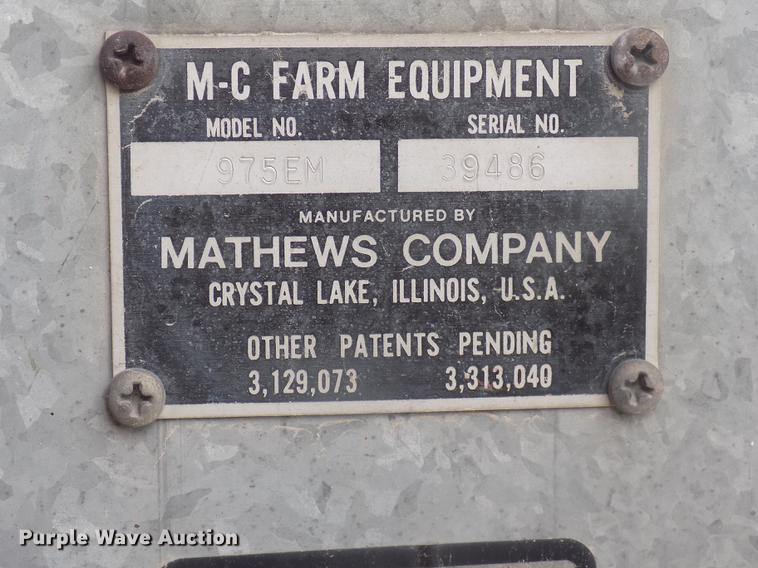 M-C FARM EQUIPMENT
MODEL NO. SERIAL NO.
975EM 39486
MANUFACTURED BY
MATHEWS COMPANY
CRYSTAL LAKE, ILLINOIS, U.S.A.
OTHER PATENTS PENDING
3,129,073 3,313,040
Purple Wave Auction